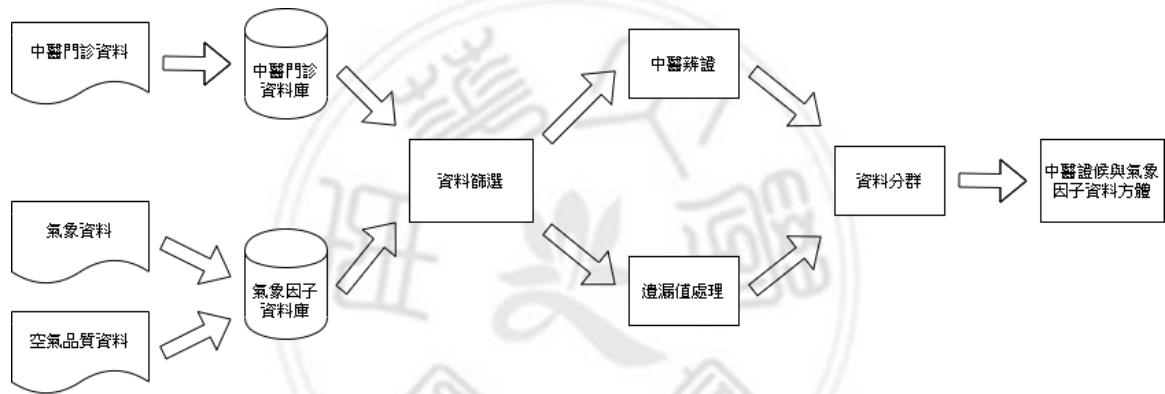 中醫門診資料
中醫門診
資料庫
中醫辨證
資料篩選
資料分群
中醫證候與氣象
因子資料方體
氣象資料
氣象因子
資料庫
遺漏值處理
空氣品質資料